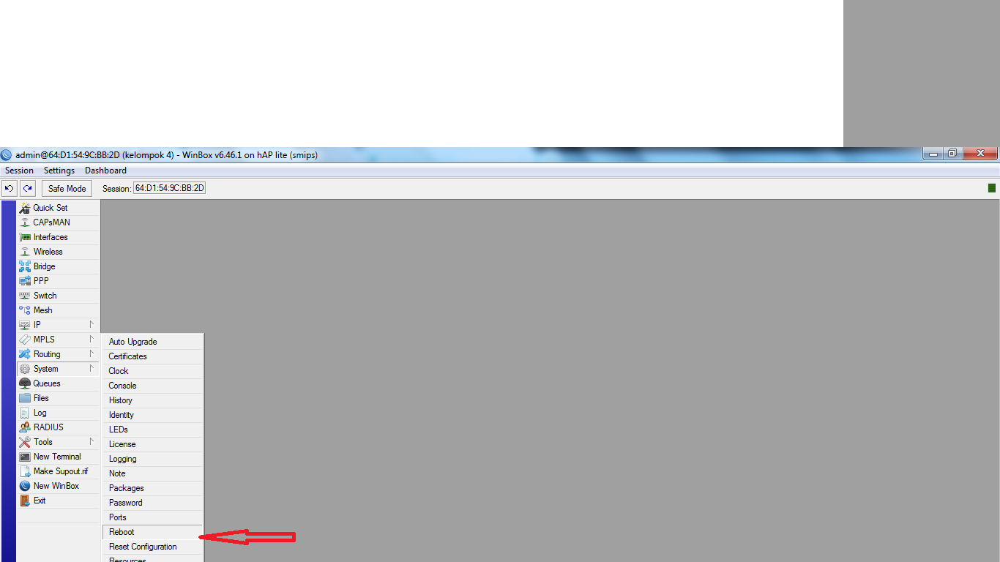 admin@64:D1:54:9C:BB:2D (kelompok 4) - WinBox v6.46.1 on hAP lite (smips)
Session Settings Dashboard
Safe Mode Session: 64:D1:54:9C:BB:2D
Quick Set
CAPsMAN
Interfaces
Wireless
Bridge
PPP
Switch
Mesh
IP
MPLS
Routing
System
Queues
Files
Log
RADIUS
Tools
New Terminal
Make Supout.rif
New WinBox
Exit
Auto Upgrade
Certificates
Clock
Console
History
Identity
LEDs
License
Logging
Note
Packages
Password
Ports
Reboot
Reset Configuration
Resources